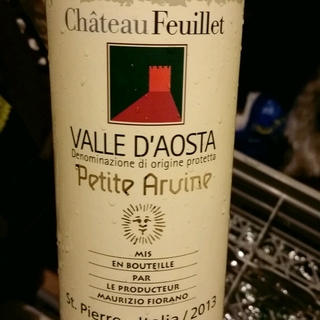 Château Feuillet
VALLE D'AOSTA
Denominazione di origine protetta
Petite Arvine
MIS
EN BOUTEILLE
PAR
LE PRODUCTEUR
MAURIZIO FIORANO
St. Pierre - Italia / 2013